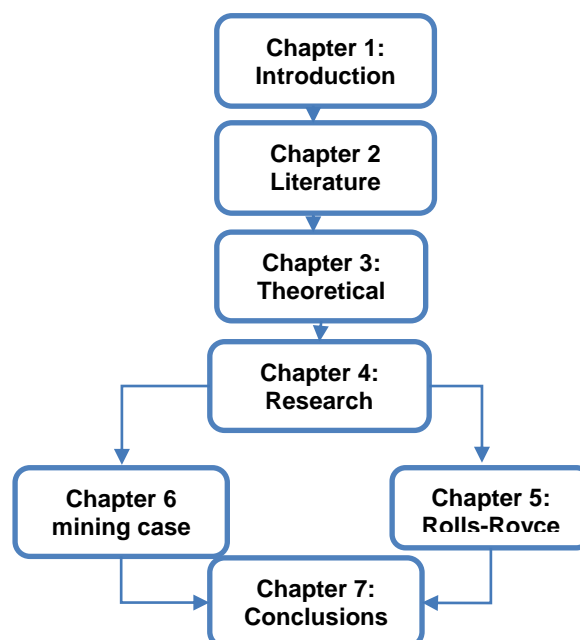 Chapter 1:
Introduction
Chapter 2
Literature
Chapter 3:
Theoretical
Chapter 4:
Research
Chapter 6
mining case
Chapter 5:
Rolls-Royce
Chapter 7:
Conclusions